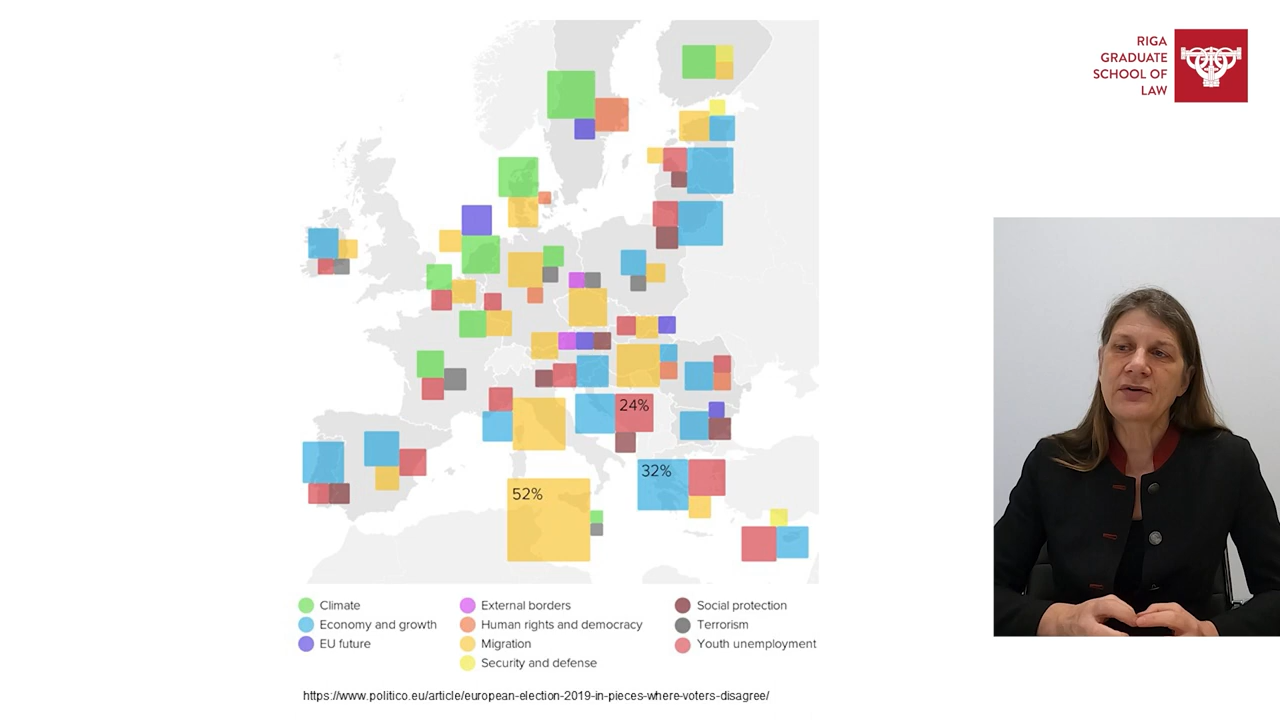 RIGA
GRADUATE
SCHOOL OF
LAW
24%
32%
52%
Climate
Economy and growth
EU future
External borders
Human rights and democracy
Migration
Security and defense
Social protection
Terrorism
Youth unemployment
https://www.politico.eu/article/european-election-2019-in-pieces-where-voters-disagree/